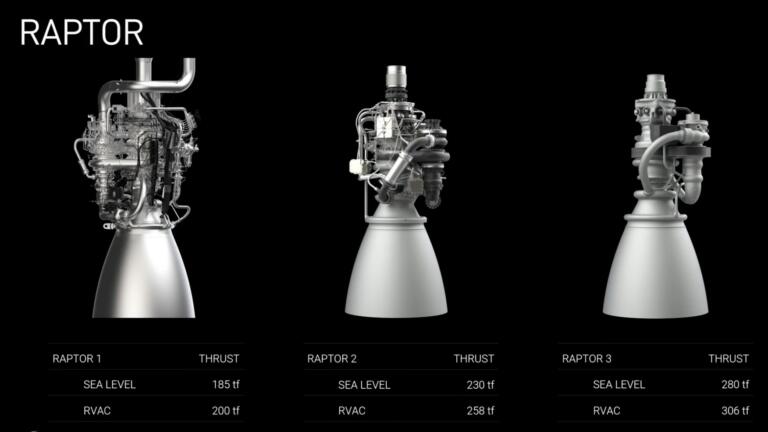 RAPTOR
RAPTOR 1 THRUST
SEA LEVEL 185 tf
RVAC 200 tf
RAPTOR 2 THRUST
SEA LEVEL 230 tf
RVAC 258 tf
RAPTOR 3 THRUST
SEA LEVEL 280 tf
RVAC 306 tf